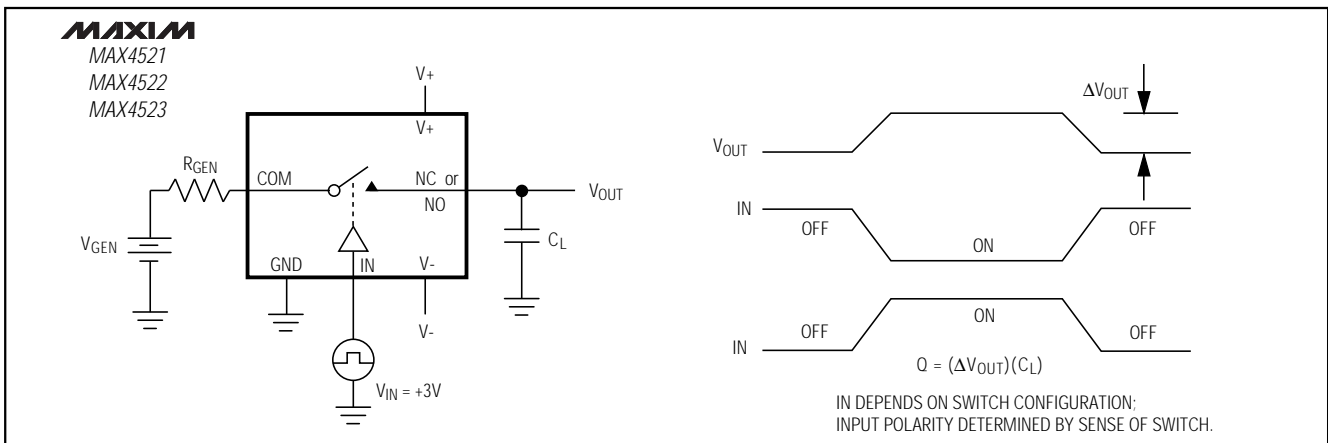 MAXIM
MAX4521
MAX4522
MAX4523
V+
V+
RGEN
COM
NC or
NO
VOUT
VGEN
CL
GND
IN
V-
V-
VIN = +3V
ΔVOUT
VOUT
IN
OFF
ON
OFF
IN
OFF
ON
OFF
Q = (ΔVOUT)(CL)
IN DEPENDS ON SWITCH CONFIGURATION;
INPUT POLARITY DETERMINED BY SENSE OF SWITCH.